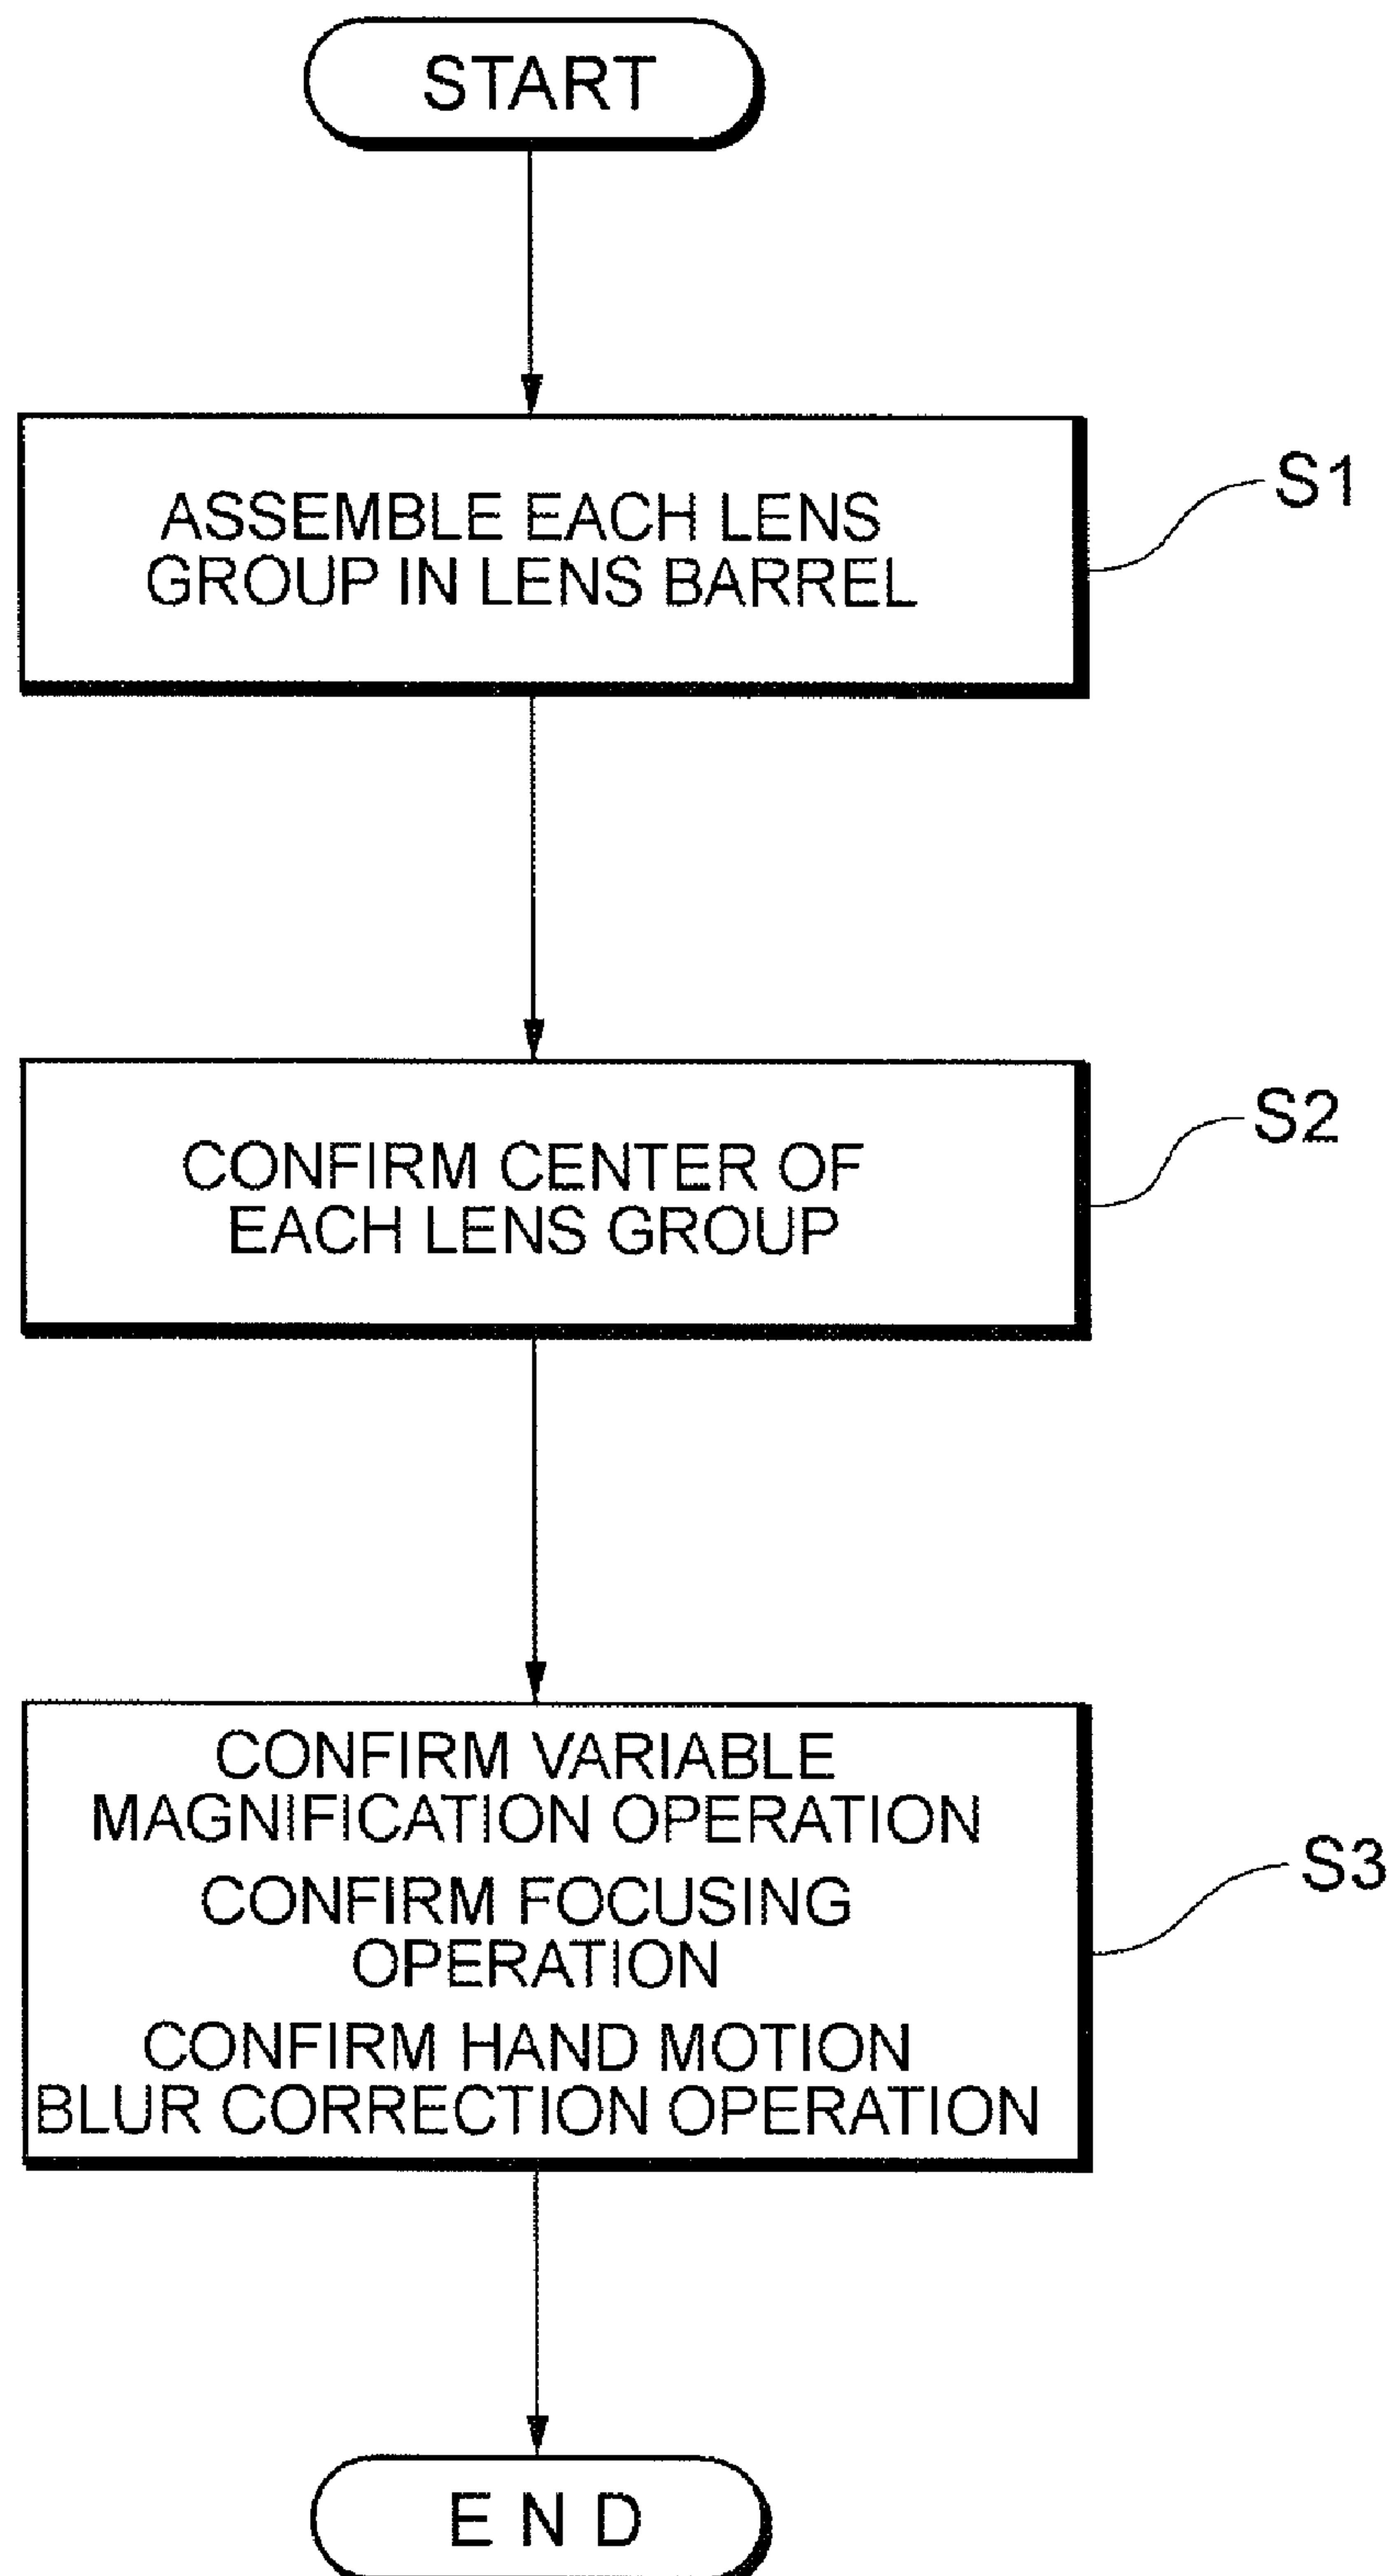 START
ASSEMBLE EACH LENS
GROUP IN LENS BARREL
S1
CONFIRM CENTER OF
EACH LENS GROUP
S2
CONFIRM VARIABLE
MAGNIFICATION OPERATION
CONFIRM FOCUSING
OPERATION
CONFIRM HAND MOTION
BLUR CORRECTION OPERATION
S3
END